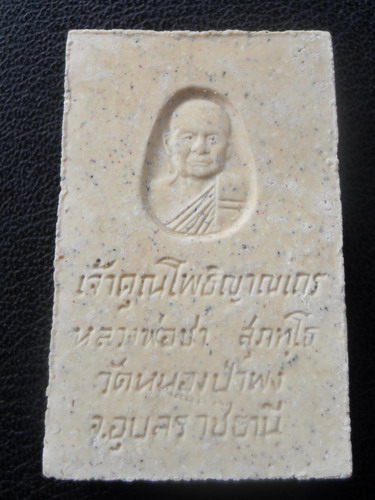 เจ้าคุณโพธิญาณเถร
หลวงพ่อชา สุภทฺโธ
วัดหนองป่าพง
จ.อุบลราชธานี